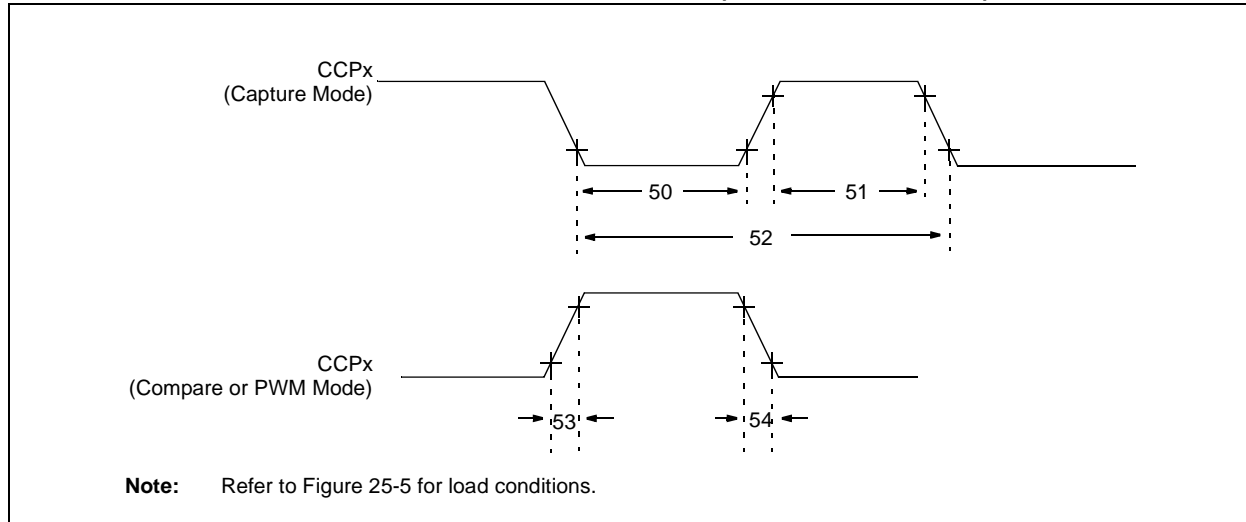 CCPx
(Capture Mode)
50
51
52
CCPx
(Compare or PWM Mode)
53
54
Note: Refer to Figure 25-5 for load conditions.